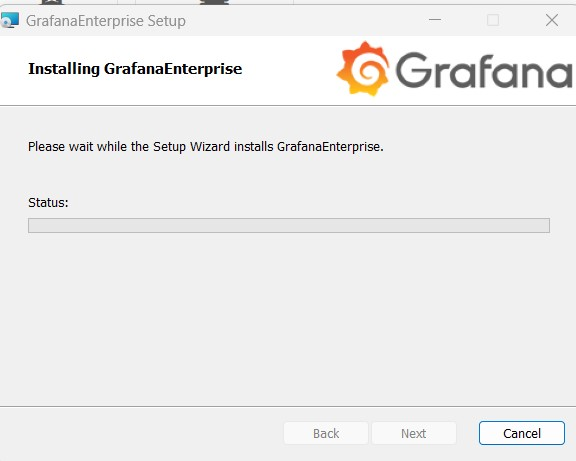 GrafanaEnterprise Setup
Installing GrafanaEnterprise
Grafana
Please wait while the Setup Wizard installs GrafanaEnterprise.
Status:
Back
Next
Cancel